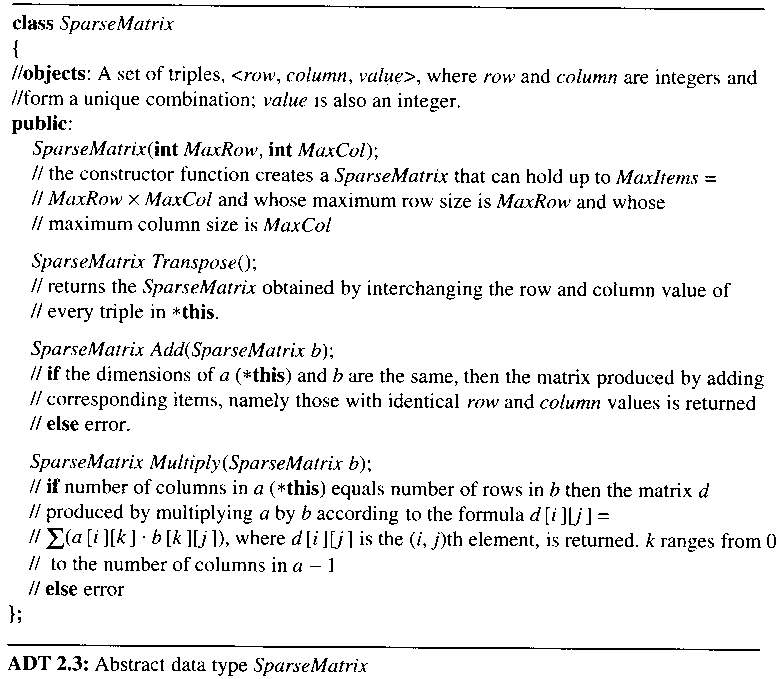 class SparseMatrix
{
//objects: A set of triples, <row, column, value>, where row and column are integers and
//form a unique combination; value is also an integer.
public:
SparseMatrix(int MaxRow, int MaxCol);
// the constructor function creates a SparseMatrix that can hold up to MaxItems =
// MaxRow × MaxCol and whose maximum row size is MaxRow and whose
// maximum column size is MaxCol
SparseMatrix Transpose();
// returns the SparseMatrix obtained by interchanging the row and column value of
// every triple in *this.
SparseMatrix Add(SparseMatrix b);
// if the dimensions of a (*this) and b are the same, then the matrix produced by adding
// corresponding items, namely those with identical row and column values is returned
// else error.
SparseMatrix Multiply(SparseMatrix b);
// if number of columns in a (*this) equals number of rows in b then the matrix d
// produced by multiplying a by b according to the formula d [i ][j ] =
// ∑(a [i ][k ] · b [k ][j ]), where d [i ][j ] is the (i, j)th element, is returned. k ranges from 0
// to the number of columns in a − 1
// else error
};
ADT 2.3: Abstract data type SparseMatrix